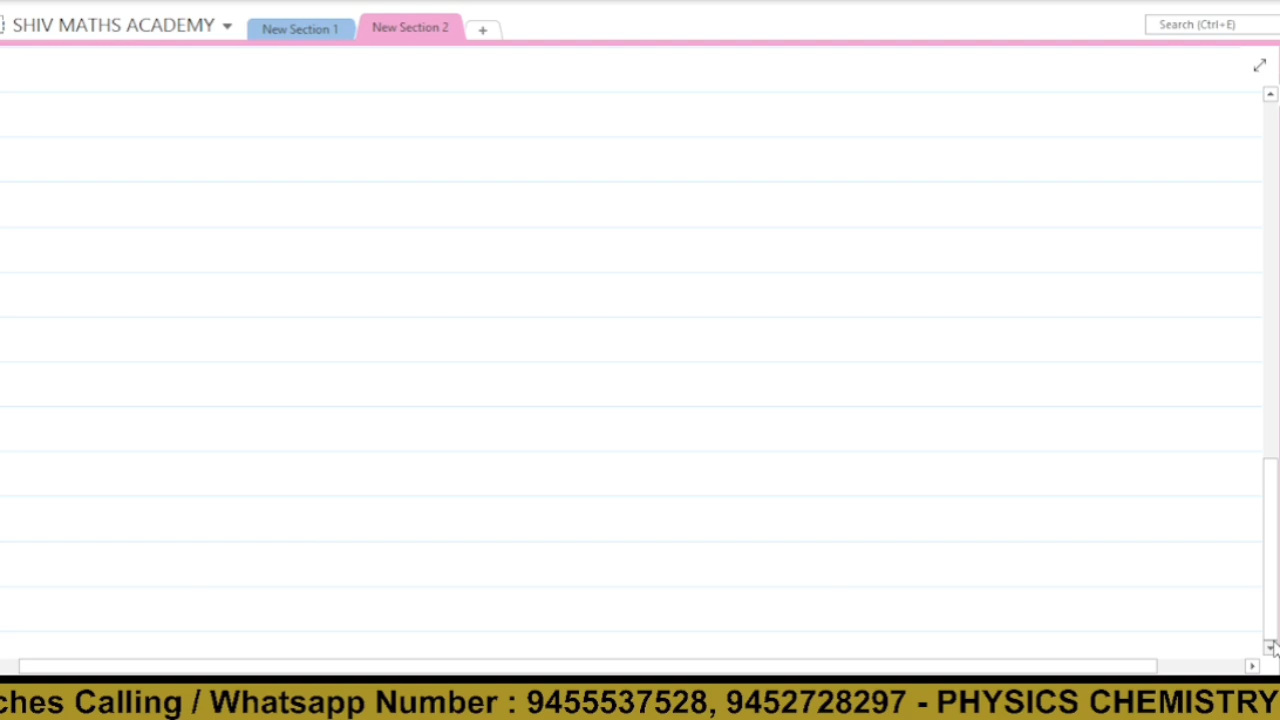 SHIV MATHS ACADEMY
New Section 1
New Section 2
+
Search (Ctrl+E)
ches Calling / Whatsapp Number : 9455537528, 9452728297 - PHYSICS CHEMISTRY